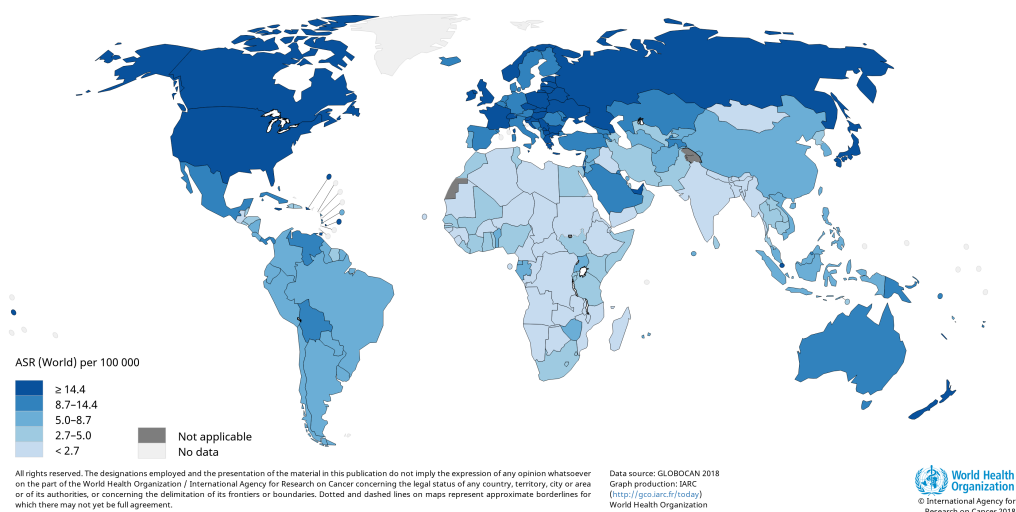 ASR (World) per 100 000
≥ 14.4
8.7–14.4
5.0–8.7
2.7–5.0
< 2.7
Not applicable
No data
All rights reserved. The designations employed and the presentation of the material in this publication do not imply the expression of any opinion whatsoever
on the part of the World Health Organization / International Agency for Research on Cancer concerning the legal status of any country, territory, city or area
or of its authorities, or concerning the delimitation of its frontiers or boundaries. Dotted and dashed lines on maps represent approximate borderlines for
which there may not yet be full agreement.
Data source: GLOBOCAN 2018
Graph production: IARC
(http://gco.iarc.fr/today)
World Health Organization
World Health
Organization
© International Agency for
Research on Cancer 2018